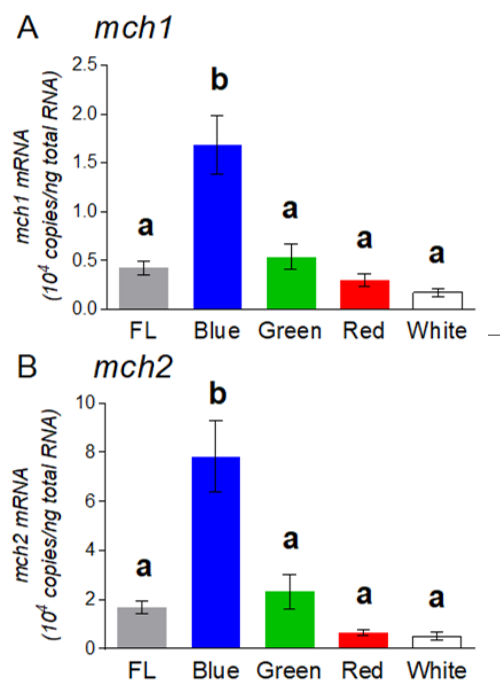 A mch1
mch1 mRNA
(10⁴ copies/ng total RNA)
2.5
2.0
1.5
1.0
0.5
0.0
a
b
a
a
a
FL Blue Green Red White
B mch2
mch2 mRNA
(10⁴ copies/ng total RNA)
10
8
6
4
2
0
a
b
a
a
a
FL Blue Green Red White